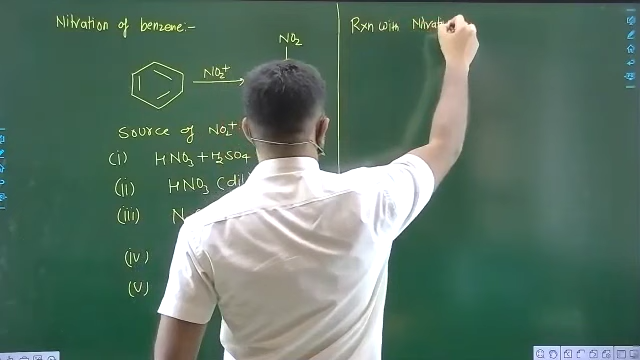 Nitration of benzene:-
NO2
NO2+
Source of NO2+
(i) HNO3 + H2SO4
(ii) HNO3 (dil
(iii) N
(iv)
(v)
Rxn with